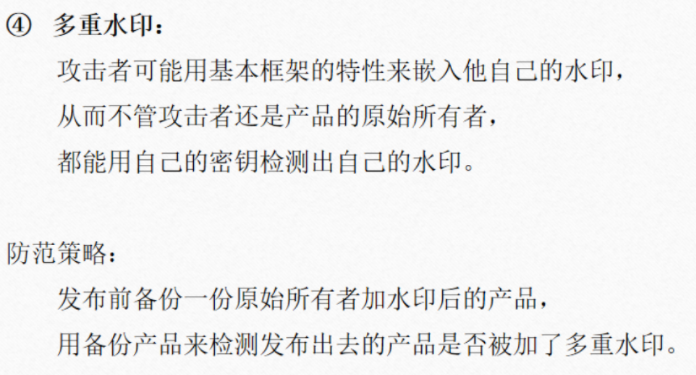 ④ 多重水印：
攻击者可能用基本框架的特性来嵌入他自己的水印，
从而不管攻击者还是产品的原始所有者，
都能用自己的密钥检测出自己的水印。
防范策略：
发布前备份一份原始所有者加水印后的产品，
用备份产品来检测发布出去的产品是否被加了多重水印。